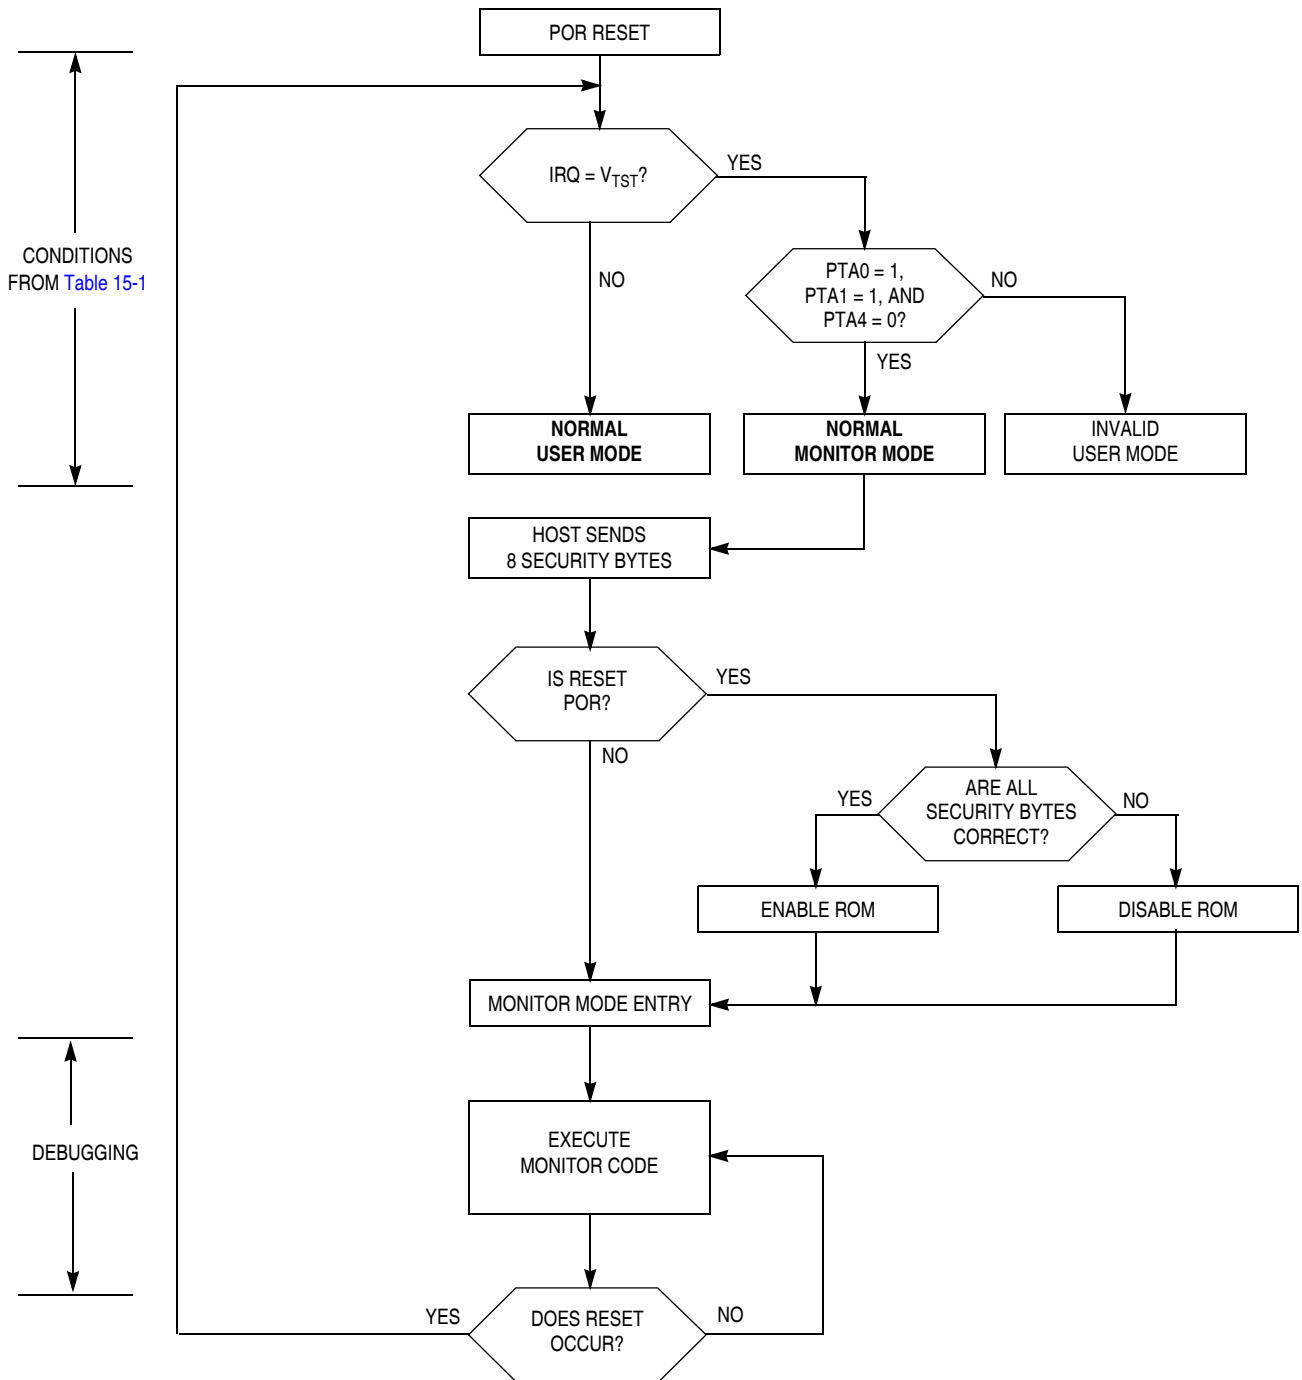 POR RESET
IRQ = VTST?
YES
CONDITIONS
FROM Table 15-1
NO
PTA0 = 1,
PTA1 = 1, AND
PTA4 = 0?
NO
YES
NORMAL
USER MODE
NORMAL
MONITOR MODE
INVALID
USER MODE
HOST SENDS
8 SECURITY BYTES
IS RESET
POR?
YES
NO
ARE ALL
SECURITY BYTES
CORRECT?
YES
NO
ENABLE ROM
DISABLE ROM
MONITOR MODE ENTRY
DEBUGGING
EXECUTE
MONITOR CODE
YES
DOES RESET
OCCUR?
NO